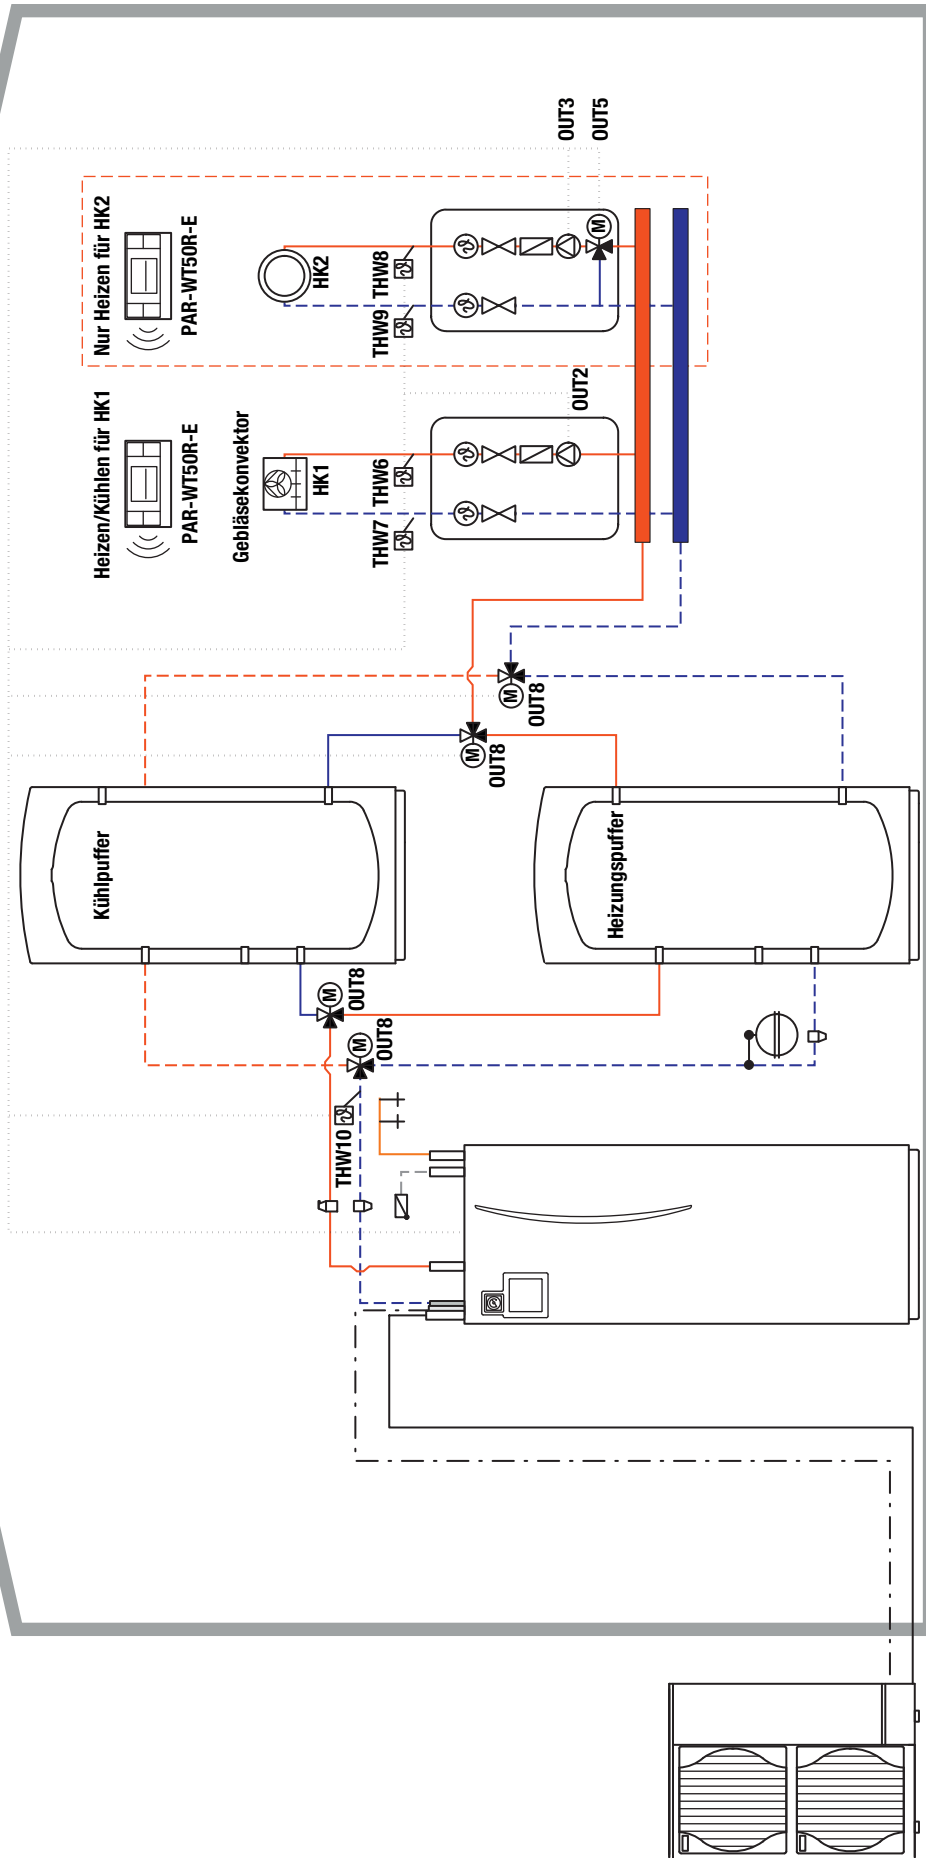 THW10
OUT8
OUT8
Kühlpuffer
Heizungspuffer
OUT8
OUT8
Heizen/Kühlen für HK1
PAR-WT50R-E
Gebläsekonvektor
HK1
THW7
THW6
OUT2
Nur Heizen für HK2
PAR-WT50R-E
HK2
THW9
THW8
OUT3
OUT5
M
M
M
M
M